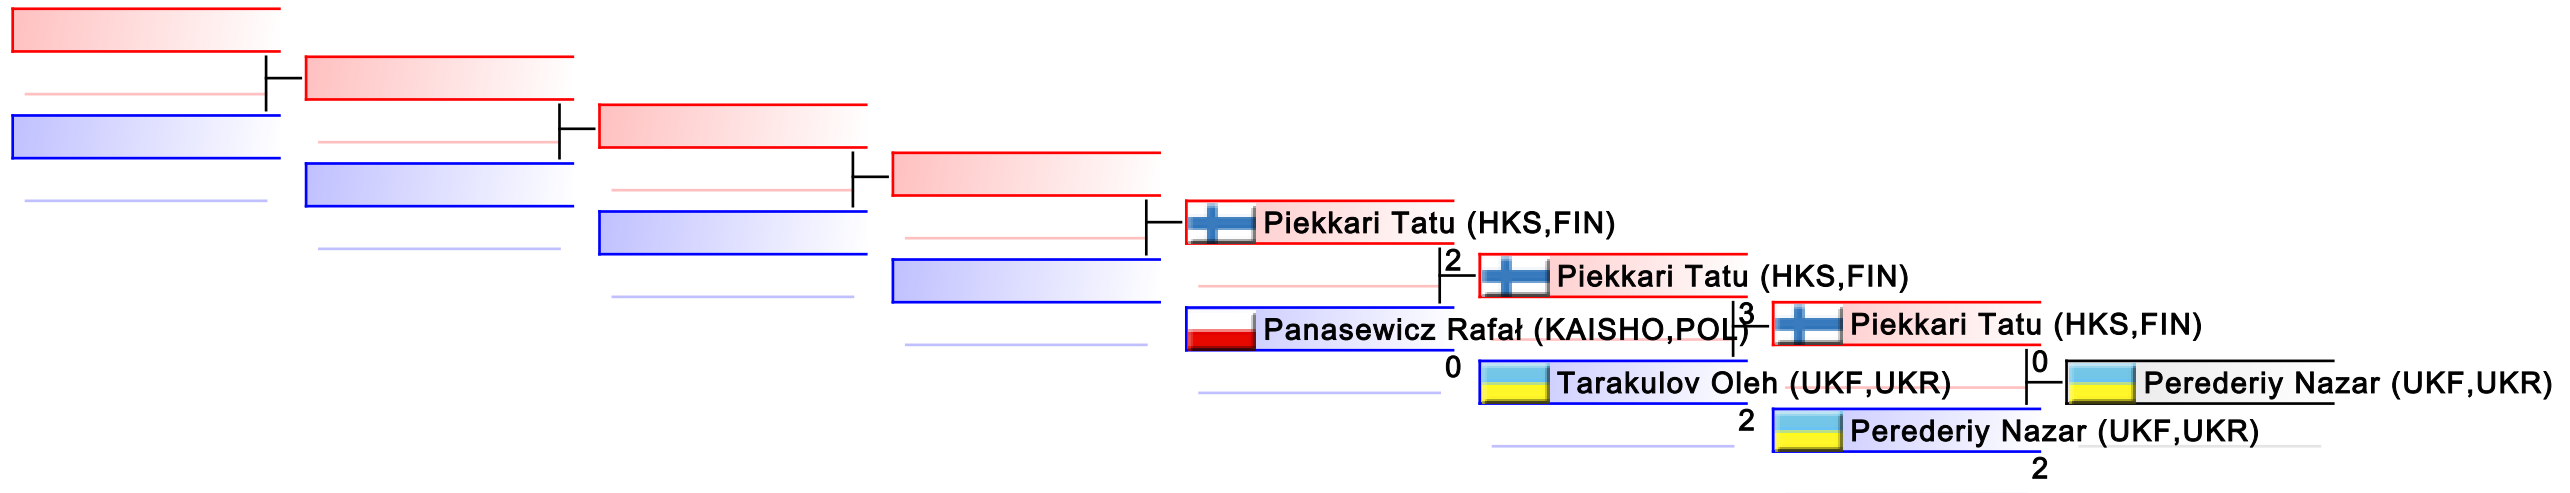 Piekkari Tatu (HKS,FIN)
2
Piekkari Tatu (HKS,FIN)
Panasewicz Rafał (KAISHO,POL)
3
Piekkari Tatu (HKS,FIN)
0
Tarakulov Oleh (UKF,UKR)
0
Perederiy Nazar (UKF,UKR)
2
Perederiy Nazar (UKF,UKR)
2